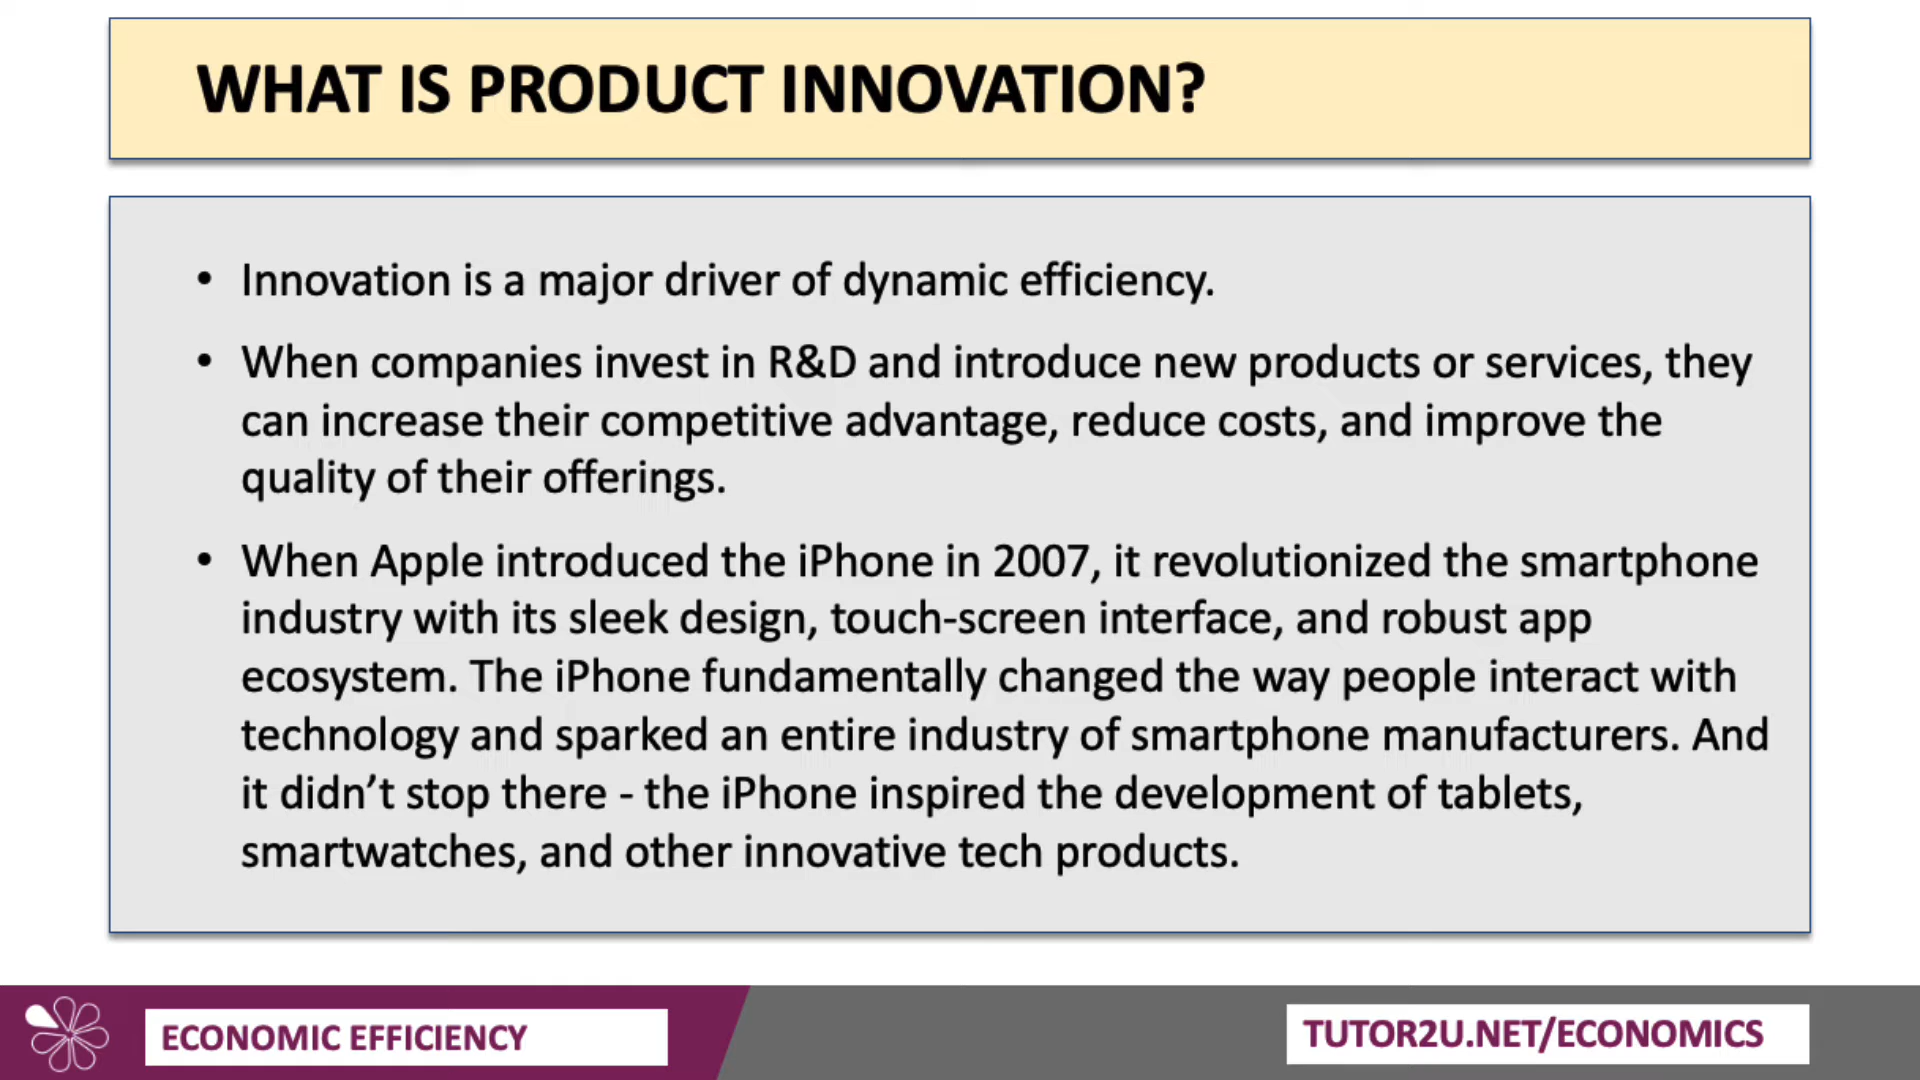 WHAT IS PRODUCT INNOVATION?
• Innovation is a major driver of dynamic efficiency.
• When companies invest in R&D and introduce new products or services, they
can increase their competitive advantage, reduce costs, and improve the
quality of their offerings.
• When Apple introduced the iPhone in 2007, it revolutionized the smartphone
industry with its sleek design, touch-screen interface, and robust app
ecosystem. The iPhone fundamentally changed the way people interact with
technology and sparked an entire industry of smartphone manufacturers. And
it didn’t stop there - the iPhone inspired the development of tablets,
smartwatches, and other innovative tech products.
ECONOMIC EFFICIENCY
TUTOR2U.NET/ECONOMICS